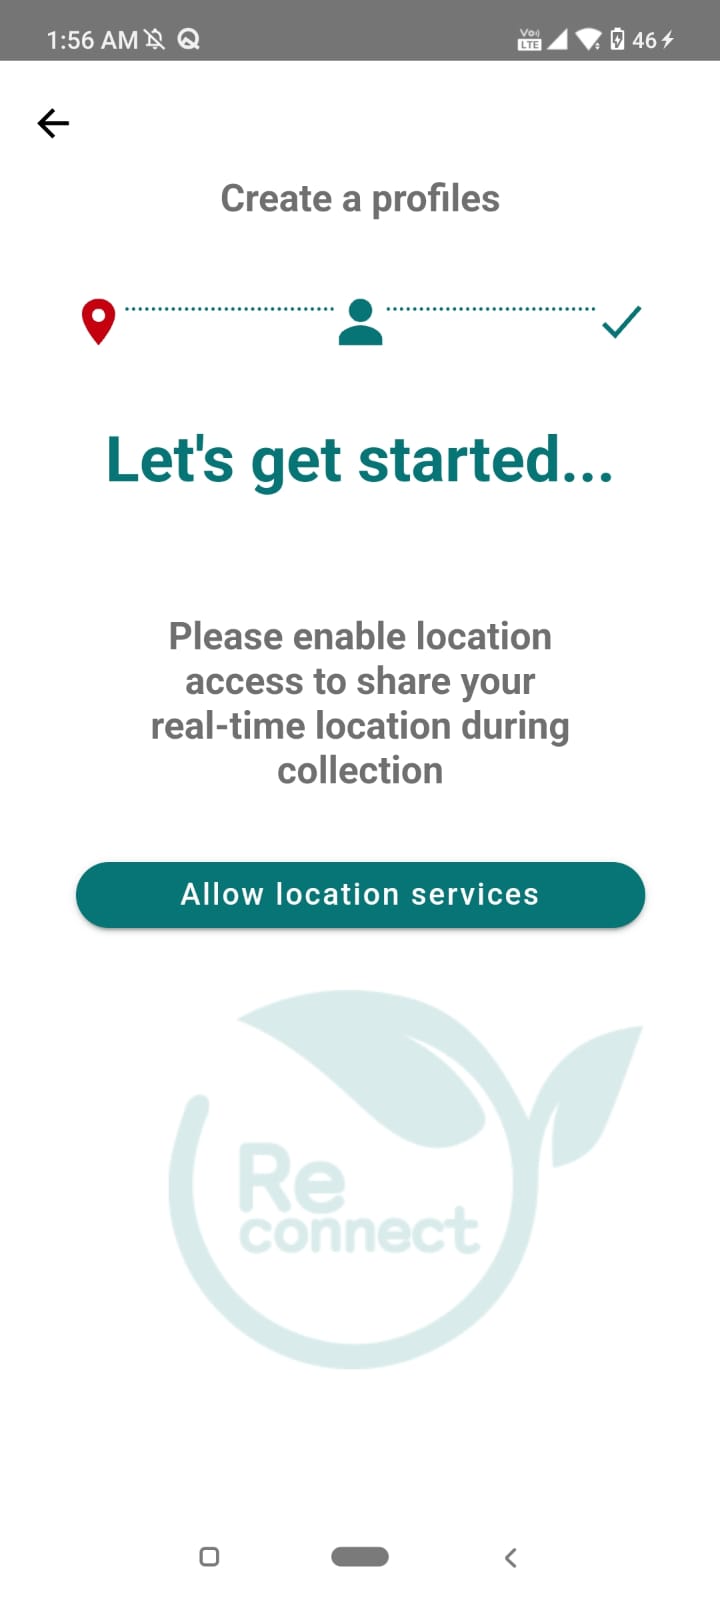 1:56 AM
Vo) LTE 46
Create a profiles
Let's get started...
Please enable location
access to share your
real-time location during
collection
Allow location services
Re
connect